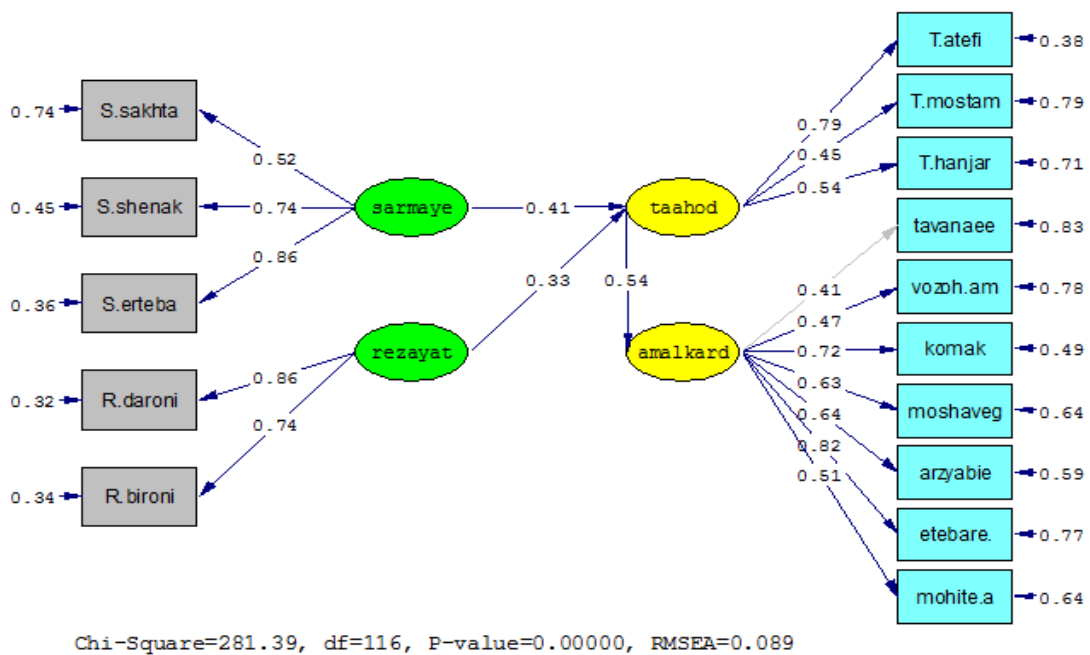 T.atefi
0.38
T.mostam
0.79
T.hanjar
0.71
tavanaee
0.83
vozoh.am
0.78
komak
0.49
moshaveg
0.64
arzyabie
0.59
etebare.
0.77
mohite.a
0.64
0.74
S.sakhta
0.45
S.shenak
0.36
S.erteba
0.32
R.daroni
0.34
R.bironi
0.52
0.74
0.86
0.86
0.74
sarmaye
rezayat
0.41
0.33
taahod
0.54
amalkard
0.79
0.45
0.54
0.41
0.47
0.72
0.63
0.64
0.82
0.51
Chi-Square=281.39, df=116, P-value=0.00000, RMSEA=0.089